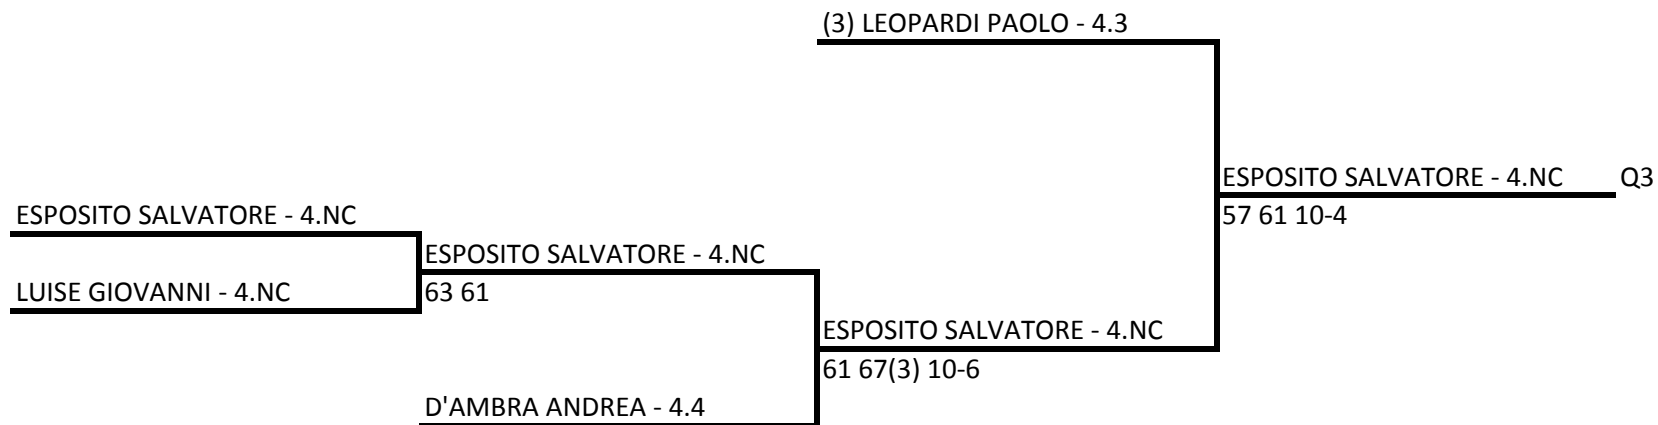 (3) LEOPARDI PAOLO - 4.3
ESPOSITO SALVATORE - 4.NC Q3
ESPOSITO SALVATORE - 4.NC
57 61 10-4
ESPOSITO SALVATORE - 4.NC
LUISE GIOVANNI - 4.NC
63 61
ESPOSITO SALVATORE - 4.NC
61 67(3) 10-6
D'AMBRA ANDREA - 4.4